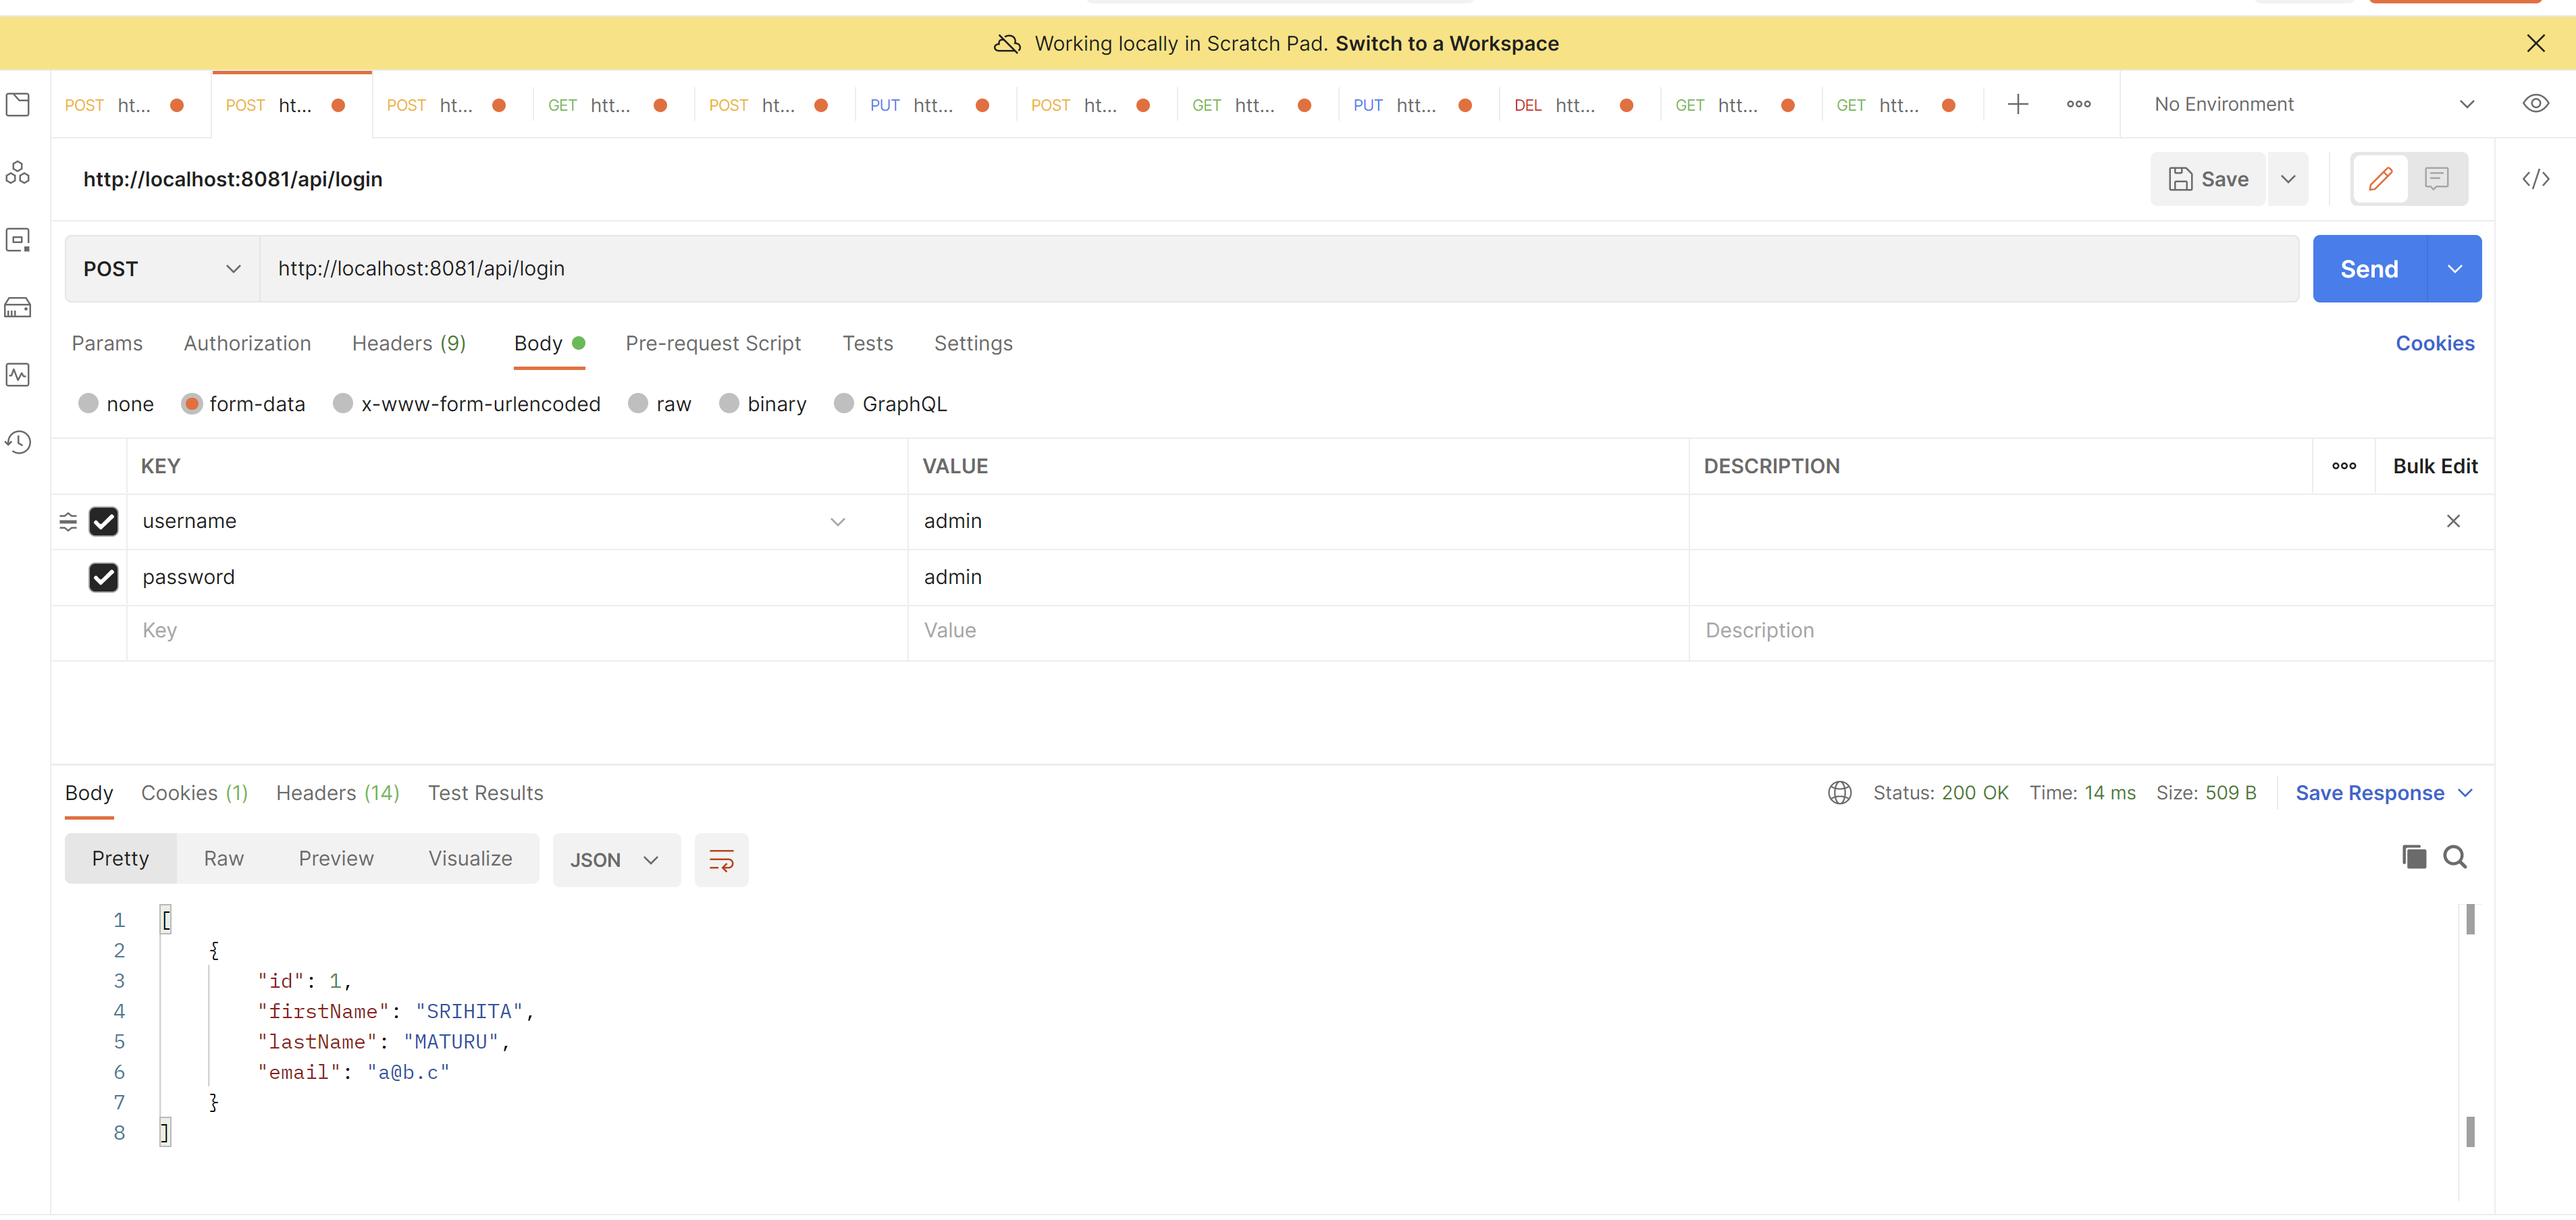 Working locally in Scratch Pad. Switch to a Workspace
POST ht... POST ht... POST ht... GET htt... POST ht... PUT htt... POST ht... GET htt... PUT htt... DEL htt... GET htt... GET htt... No Environment
http://localhost:8081/api/login Save
POST http://localhost:8081/api/login Send
Params Authorization Headers (9) Body Pre-request Script Tests Settings Cookies
none form-data x-www-form-urlencoded raw binary GraphQL
KEY VALUE DESCRIPTION Bulk Edit
username admin
password admin
Key Value Description
Body Cookies (1) Headers (14) Test Results Status: 200 OK Time: 14 ms Size: 509 B Save Response
Pretty Raw Preview Visualize JSON
1 [
2 {
3 "id": 1,
4 "firstName": "SRIHITA",
5 "lastName": "MATURU",
6 "email": "a@b.c"
7 }
8 ]